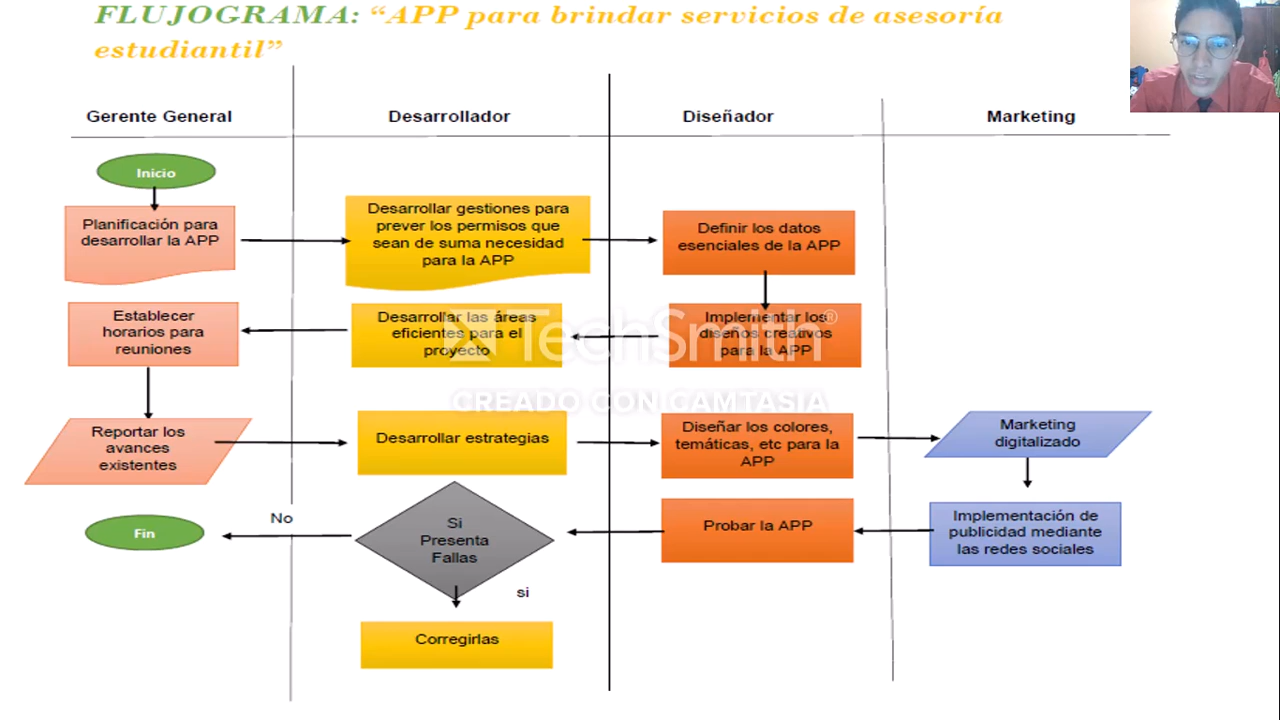 FLUJOGRAMA: “APP para brindar servicios de asesoría
estudiantil”
Gerente General
Desarrollador
Diseñador
Marketing
Inicio
Planificación para
desarrollar la APP
Desarrollar gestiones para
prever los permisos que
sean de suma necesidad
para la APP
Definir los datos
esenciales de la APP
Establecer
horarios para
reuniones
Desarrollar las áreas
eficientes para el
proyecto
Implementar los
diseños creativos
para la APP
TechSmith®
CREADO CON CAMTASIA
Reportar los
avances
existentes
Desarrollar estrategias
Diseñar los colores,
temáticas, etc para la
APP
Marketing
digitalizado
Fin
No
Si
Presenta
Fallas
Probar la APP
Implementación de
publicidad mediante
las redes sociales
si
Corregirlas